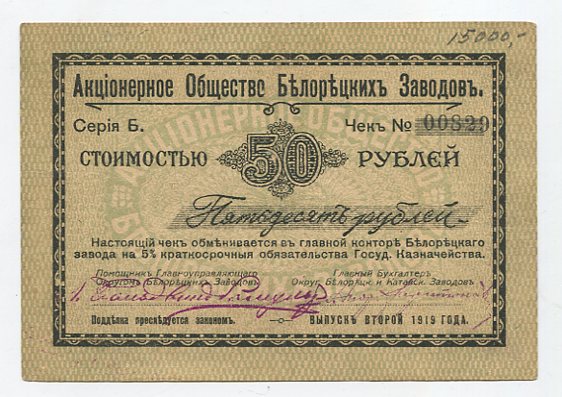 15000,-
Акціонерное Общество Бѣлорѣцкихъ Заводовъ.
Серія Б. Чекъ № 00829
СТОИМОСТЬЮ 50 РУБЛЕЙ
Пятьдесятъ рублей
Настоящій чекъ обмѣнивается въ главной конторѣ Бѣлорѣцкаго
завода на 5% краткосрочныя обязательства Госуд. Казначейства.
Помощникъ Главноуправляющаго Главный Бухгалтеръ
Округомъ Бѣлорѣцкихъ Заводовъ Округ. Бѣлорѣцк. и Катавск. Заводовъ
Поддѣлка преслѣдуется закономъ. ВЫПУСКЪ ВТОРОЙ 1919 ГОДА.